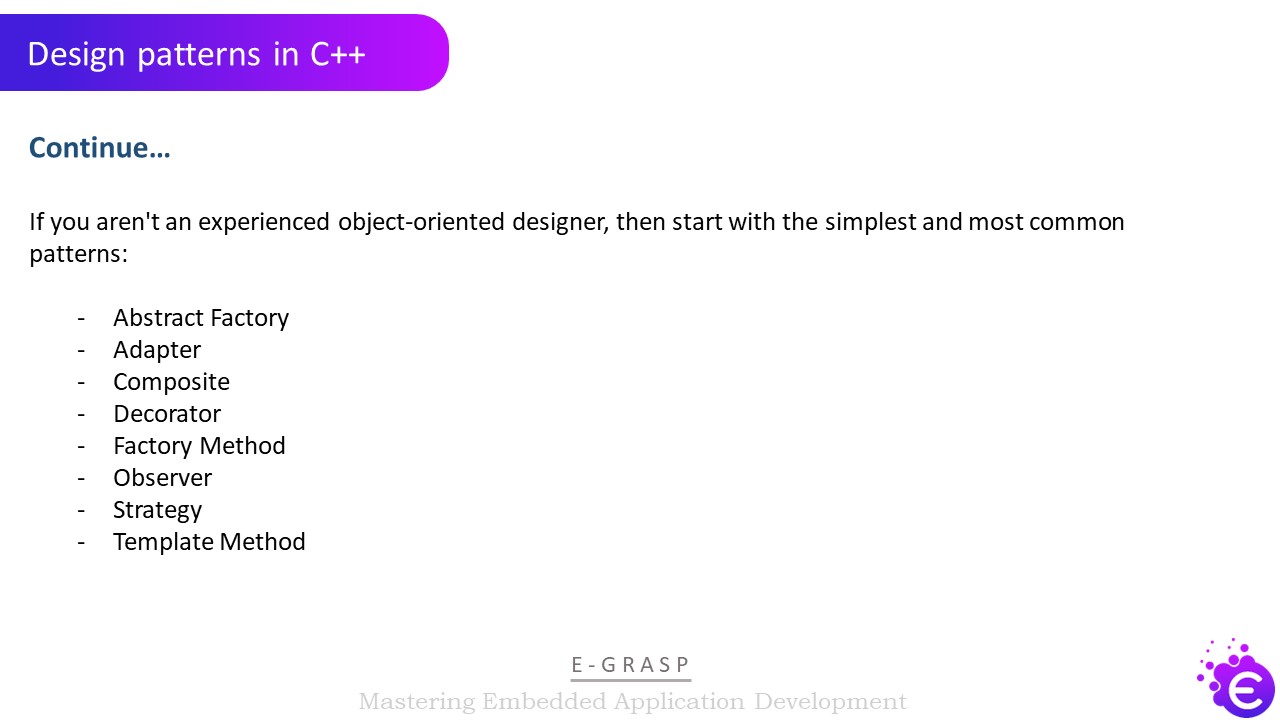 Design patterns in C++
Continue…
If you aren't an experienced object-oriented designer, then start with the simplest and most common
patterns:
- Abstract Factory
- Adapter
- Composite
- Decorator
- Factory Method
- Observer
- Strategy
- Template Method
E-GRASP
Mastering Embedded Application Development
e